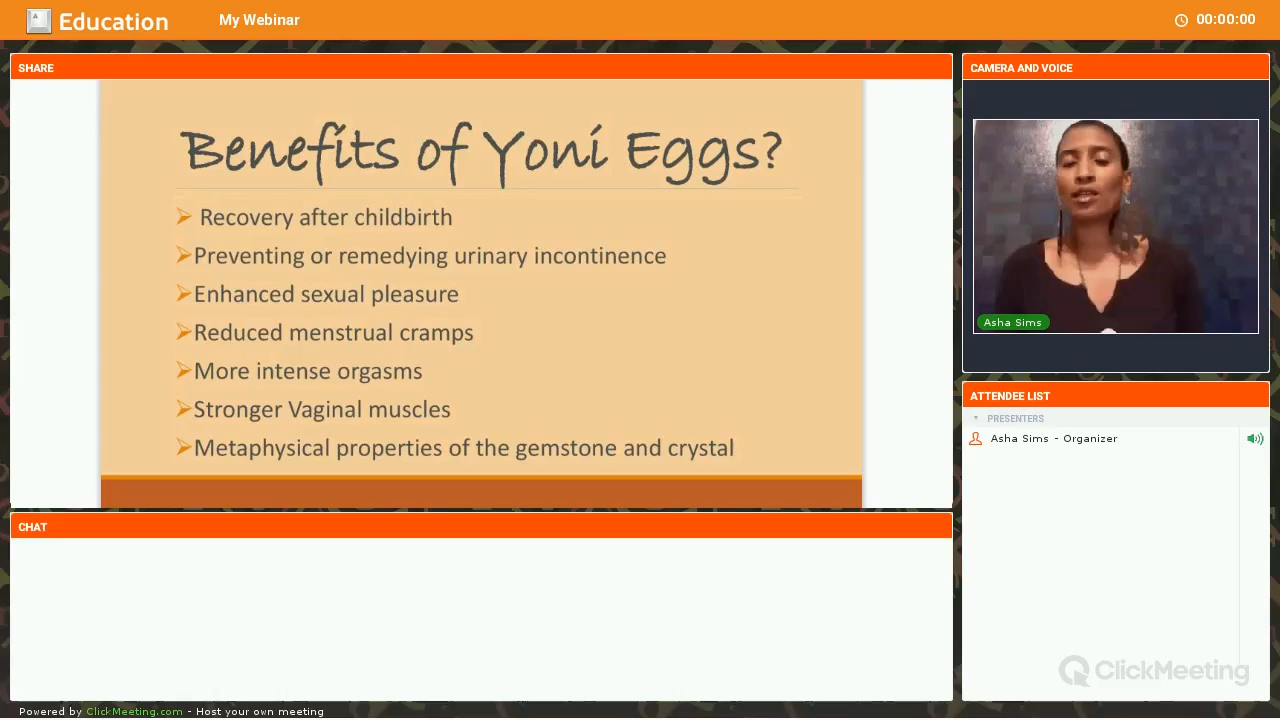 Education
My Webinar
00:00:00
SHARE
Benefits of Yoni Eggs?
Recovery after childbirth
Preventing or remedying urinary incontinence
Enhanced sexual pleasure
Reduced menstrual cramps
More intense orgasms
Stronger Vaginal muscles
Metaphysical properties of the gemstone and crystal
CAMERA AND VOICE
Asha Sims
ATTENDEE LIST
PRESENTERS
Asha Sims - Organizer
CHAT
ClickMeeting
Powered by ClickMeeting.com - Host your own meeting